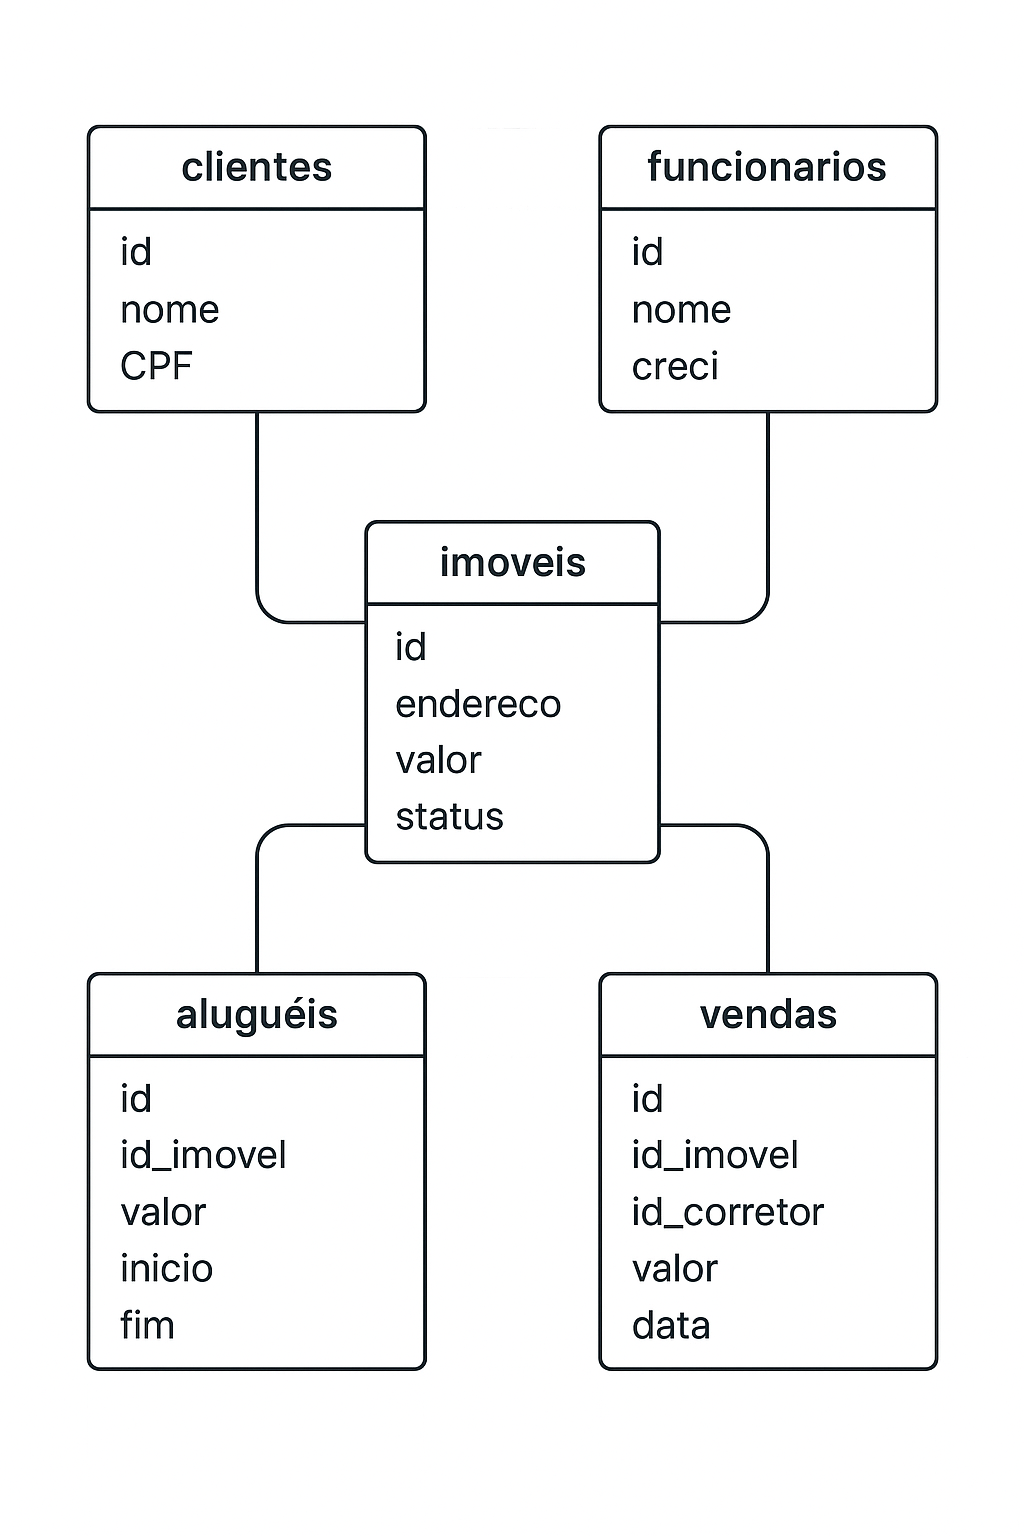 clientes
id
nome
CPF
funcionarios
id
nome
creci
imoveis
id
endereco
valor
status
aluguéis
id
id_imovel
valor
inicio
fim
vendas
id
id_imovel
id_corretor
valor
data